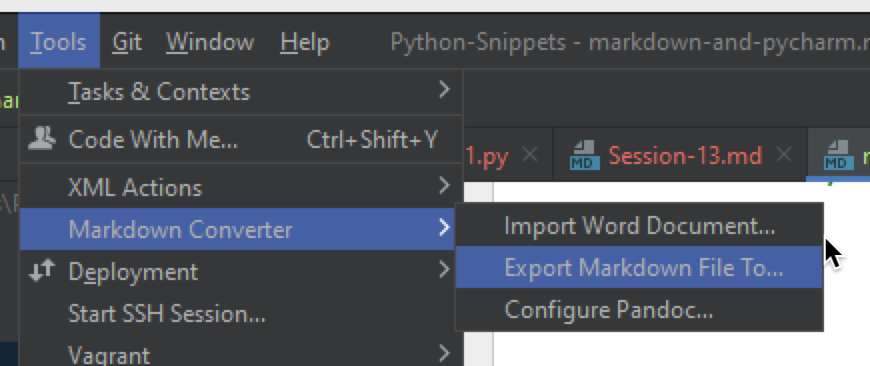 Tools Git Window Help Python-Snippets - markdown-and-pycharm.
Tasks & Contexts
Code With Me... Ctrl+Shift+Y
1.py MD Session-13.md MD
XML Actions
Markdown Converter
Import Word Document...
Export Markdown File To...
Deployment
Configure Pandoc...
Start SSH Session...
Vagrant